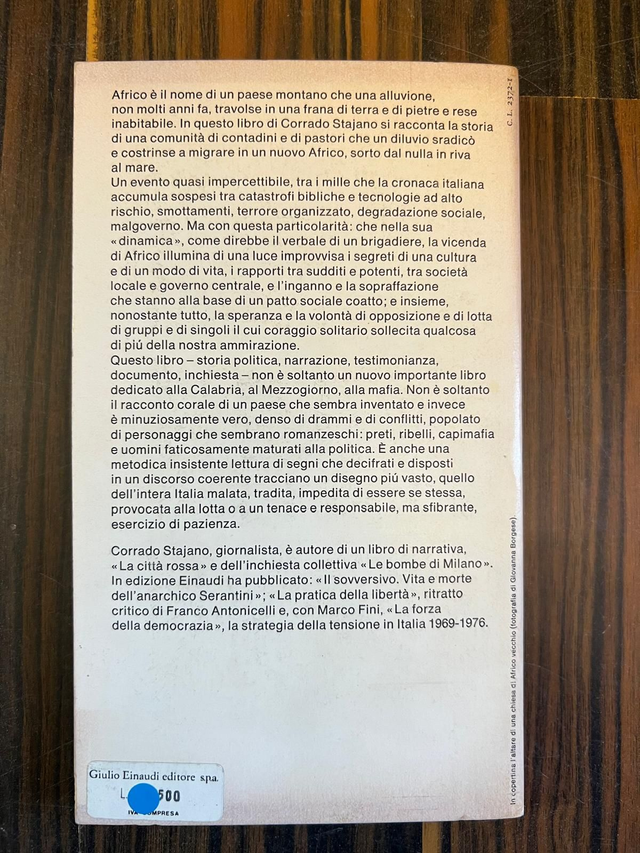 Africo è il nome di un paese montano che una alluvione,
non molti anni fa, travolse in una frana di terra e di pietre e rese
inabitabile. In questo libro di Corrado Stajano si racconta la storia
di una comunità di contadini e di pastori che un diluvio sradicò
e costrinse a migrare in un nuovo Africo, sorto dal nulla in riva
al mare.
Un evento quasi impercettibile, tra i mille che la cronaca italiana
accumula sospesi tra catastrofi bibliche e tecnologie ad alto
rischio, smottamenti, terrore organizzato, degradazione sociale,
malgoverno. Ma con questa particolarità: che nella sua
«dinamica», come direbbe il verbale di un brigadiere, la vicenda
di Africo illumina di una luce improvvisa i segreti di una cultura
e di un modo di vita, i rapporti tra sudditi e potenti, tra società
locale e governo centrale, e l'inganno e la sopraffazione
che stanno alla base di un patto sociale coatto; e insieme,
nonostante tutto, la speranza e la volontà di opposizione e di lotta
di gruppi e di singoli il cui coraggio solitario sollecita qualcosa
di piú della nostra ammirazione.
Questo libro – storia politica, narrazione, testimonianza,
documento, inchiesta – non è soltanto un nuovo importante libro
dedicato alla Calabria, al Mezzogiorno, alla mafia. Non è soltanto
il racconto corale di un paese che sembra inventato e invece
è minuziosamente vero, denso di drammi e di conflitti, popolato
di personaggi che sembrano romanzeschi: preti, ribelli, capimafia
e uomini faticosamente maturati alla politica. È anche una
metodica insistente lettura di segni che decifrati e disposti
in un discorso coerente tracciano un disegno piú vasto, quello
dell'intera Italia malata, tradita, impedita di essere se stessa,
provocata alla lotta o a un tenace e responsabile, ma sfibrante,
esercizio di pazienza.
Corrado Stajano, giornalista, è autore di un libro di narrativa,
«La città rossa» e dell'inchiesta collettiva «Le bombe di Milano».
In edizione Einaudi ha pubblicato: «Il sovversivo. Vita e morte
dell'anarchico Serantini»; «La pratica della libertà», ritratto
critico di Franco Antonicelli e, con Marco Fini, «La forza
della democrazia», la strategia della tensione in Italia 1969-1976.
C. L. 2372-1
In copertina l'altare di una chiesa di Africo vecchio (fotografia di Giovanna Borgese).
Giulio Einaudi editore s.p.a.
L. 500
IVA COMPRESA